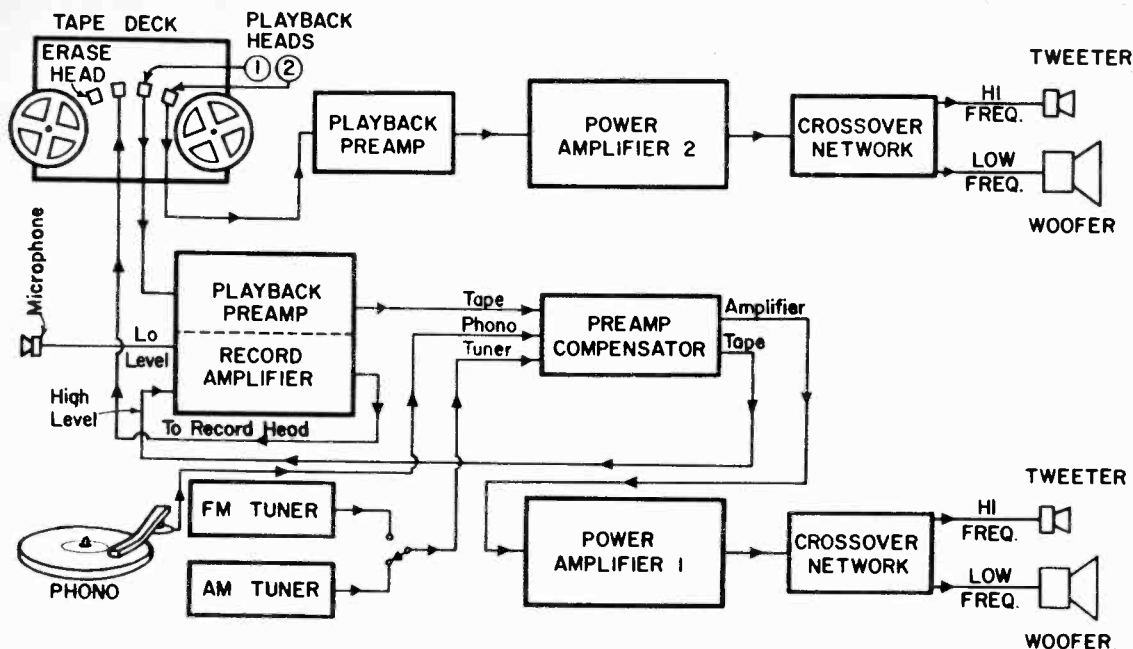 TAPE DECK
PLAYBACK
HEADS
1 2
ERASE
HEAD
PLAYBACK
PREAMP
POWER
AMPLIFIER 2
CROSSOVER
NETWORK
HI
FREQ.
LOW
FREQ.
TWEETER
WOOFER
Microphone
Lo
Level
High
Level
PLAYBACK
PREAMP
RECORD
AMPLIFIER
To Record Head
Tape
Phono
Tuner
PREAMP
COMPENSATOR
Amplifier
Tape
PHONO
FM TUNER
AM TUNER
POWER
AMPLIFIER 1
CROSSOVER
NETWORK
HI
FREQ.
LOW
FREQ.
TWEETER
WOOFER